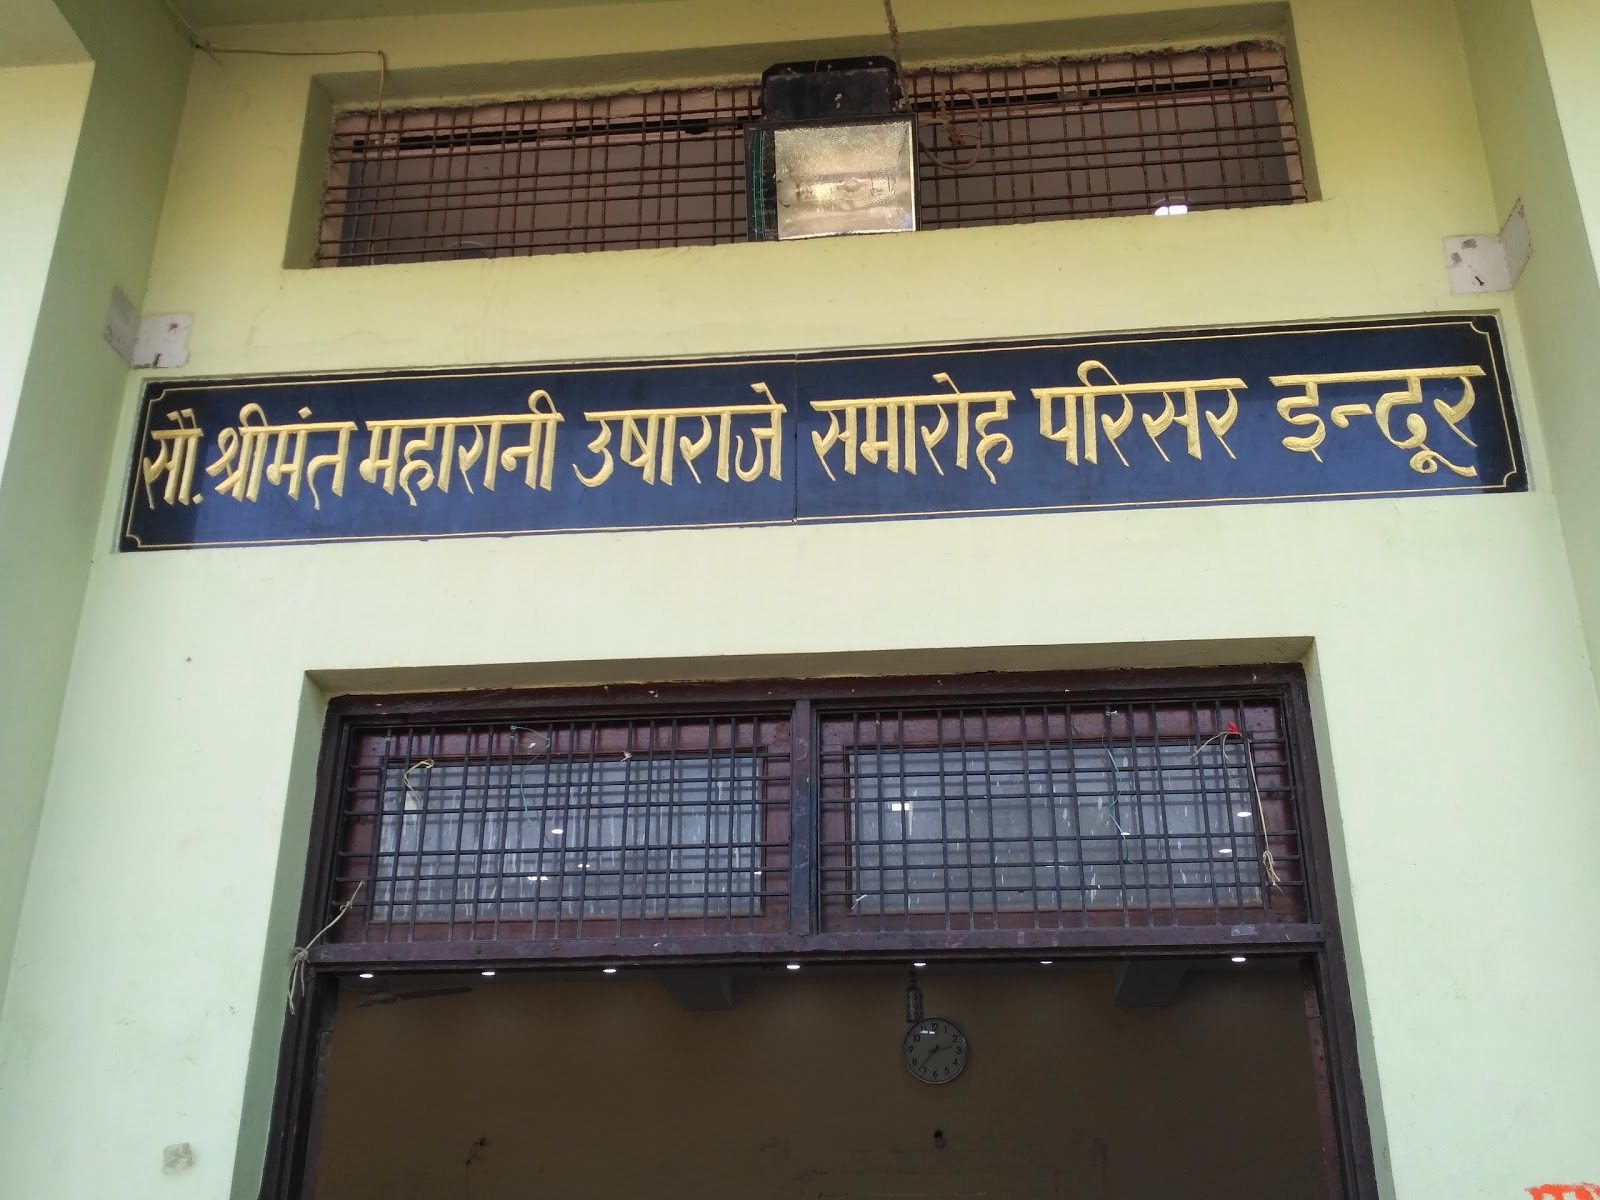 सौ. श्रीमंत महारानी उषाराजे समारोह परिसर इन्दूर